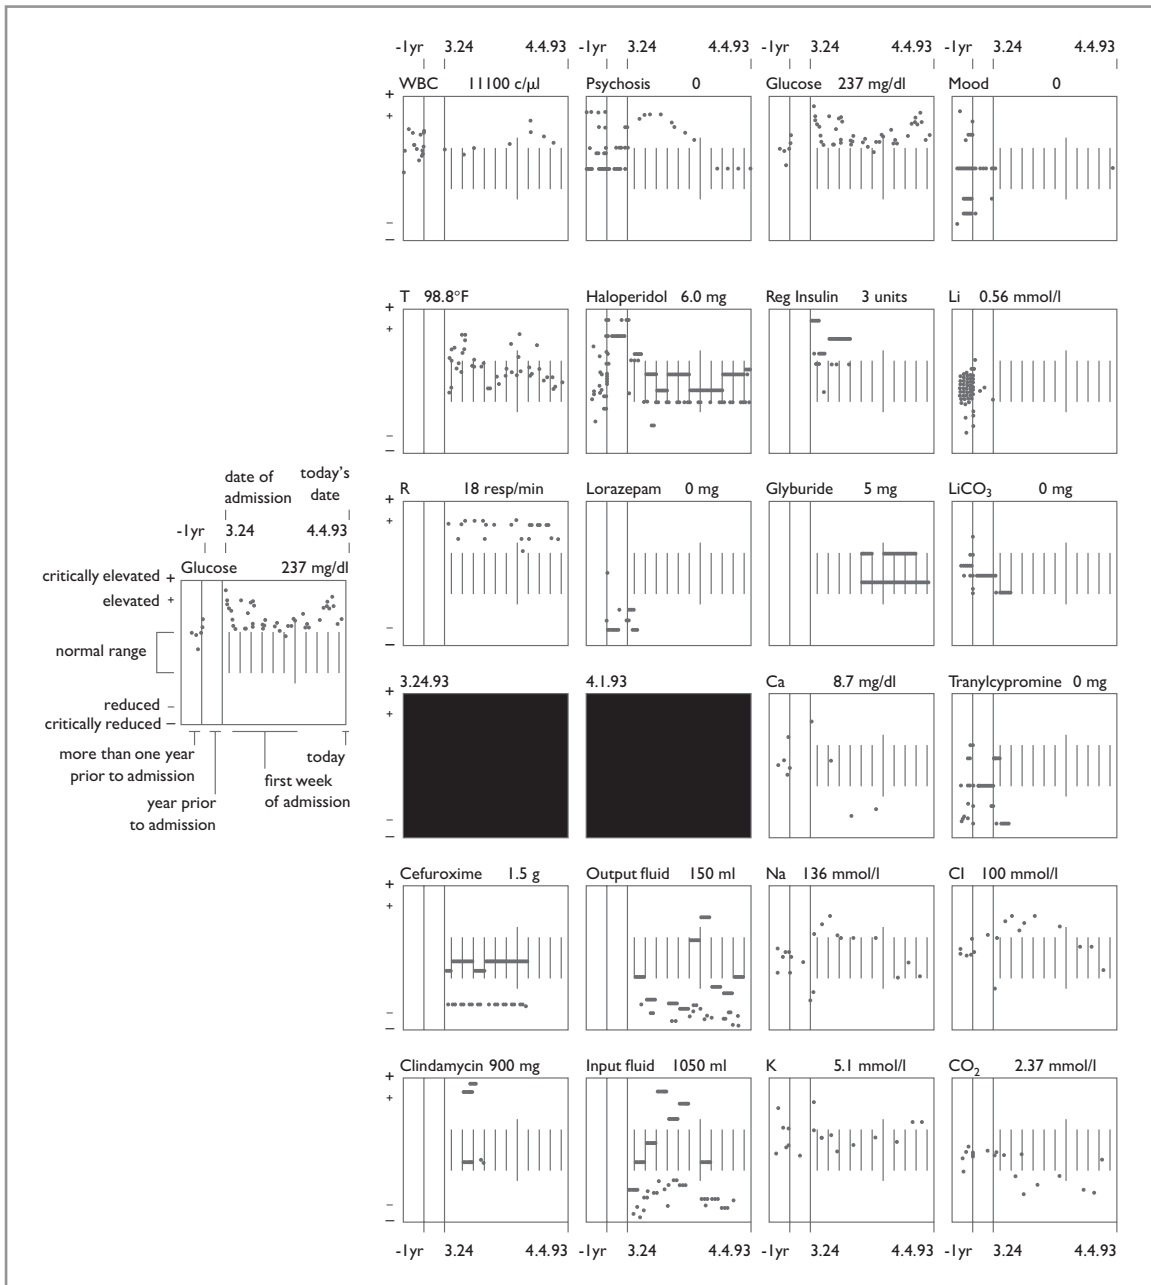 -1yr 3.24 4.4.93 -1yr 3.24 4.4.93 -1yr 3.24 4.4.93 -1yr 3.24 4.4.93
WBC 11100 c/µl Psychosis 0 Glucose 237 mg/dl Mood 0
+
+
–
–
T 98.8°F Haloperidol 6.0 mg Reg Insulin 3 units Li 0.56 mmol/l
+
+
–
–
R 18 resp/min Lorazepam 0 mg Glyburide 5 mg LiCO₃ 0 mg
+
+
–
–
date of admission
today's date
-1yr 3.24 4.4.93
Glucose 237 mg/dl
critically elevated +
elevated +
normal range
reduced –
critically reduced –
more than one year prior to admission
year prior to admission
first week of admission
today
3.24.93 4.1.93 Ca 8.7 mg/dl Tranylcypromine 0 mg
+
+
–
–
Cefuroxime 1.5 g Output fluid 150 ml Na 136 mmol/l Cl 100 mmol/l
+
+
–
–
Clindamycin 900 mg Input fluid 1050 ml K 5.1 mmol/l CO₂ 2.37 mmol/l
+
+
–
–
-1yr 3.24 4.4.93 -1yr 3.24 4.4.93 -1yr 3.24 4.4.93 -1yr 3.24 4.4.93